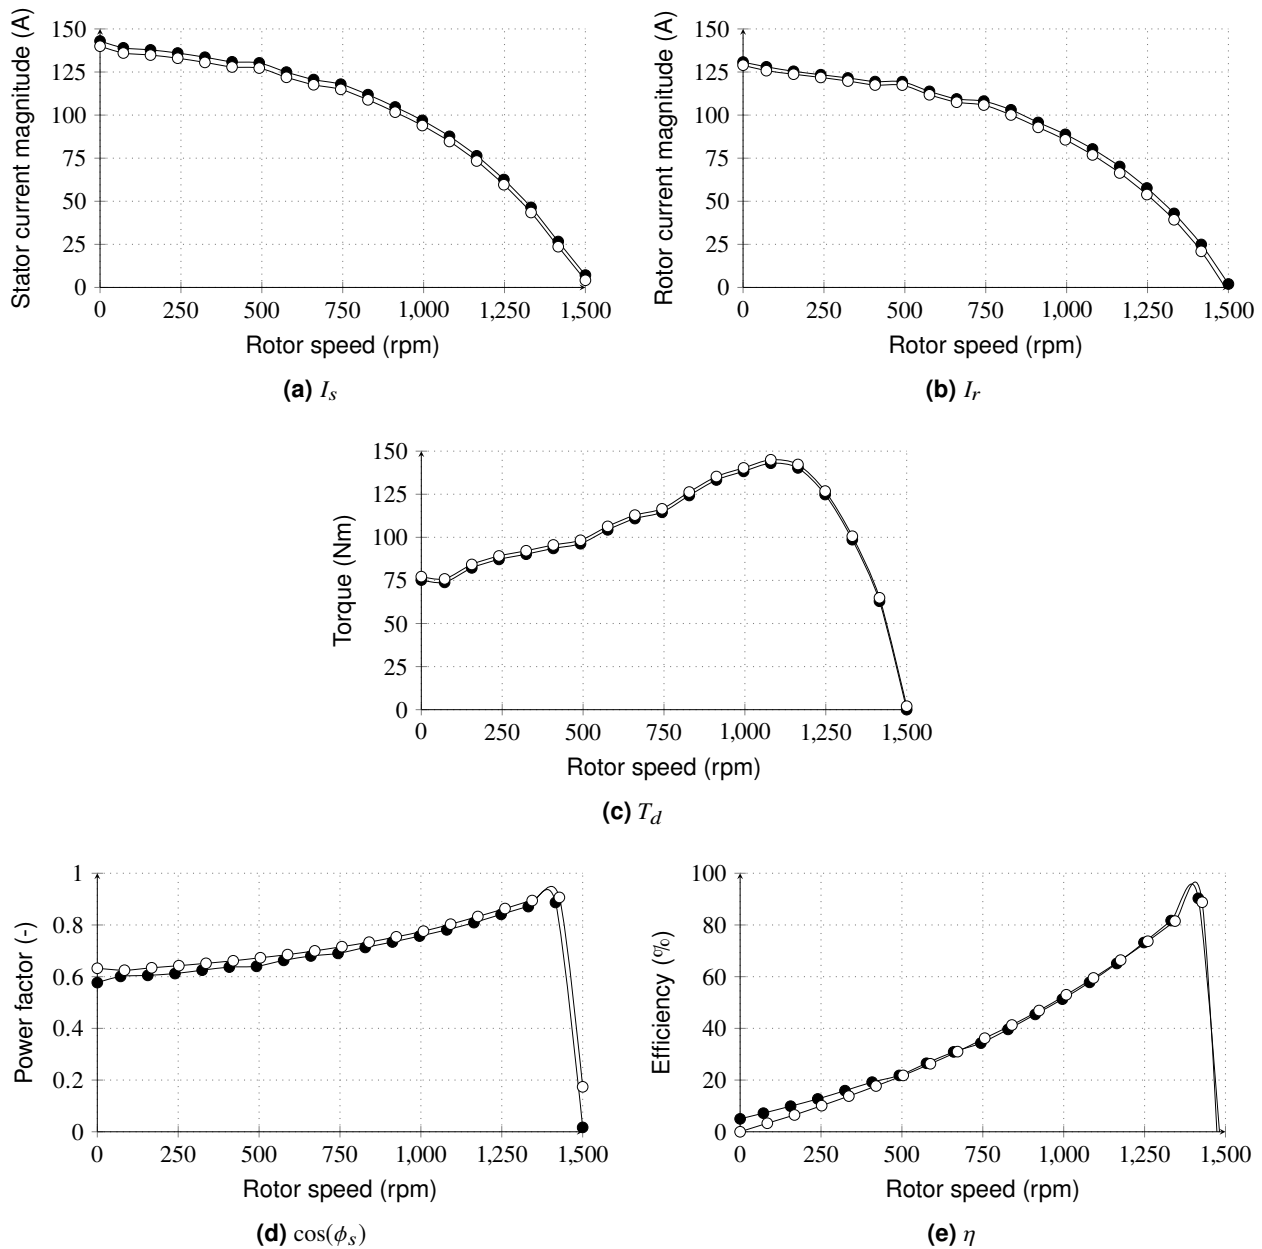 150
125
100
75
50
25
0
Stator current magnitude (A)
0 250 500 750 1,000 1,250 1,500
Rotor speed (rpm)
(a) I_s
150
125
100
75
50
25
0
Rotor current magnitude (A)
0 250 500 750 1,000 1,250 1,500
Rotor speed (rpm)
(b) I_r
150
125
100
75
50
25
0
Torque (Nm)
0 250 500 750 1,000 1,250 1,500
Rotor speed (rpm)
(c) T_d
1
0.8
0.6
0.4
0.2
0
Power factor (-)
0 250 500 750 1,000 1,250 1,500
Rotor speed (rpm)
(d) cos(ϕ_s)
100
80
60
40
20
0
Efficiency (%)
0 250 500 750 1,000 1,250 1,500
Rotor speed (rpm)
(e) η